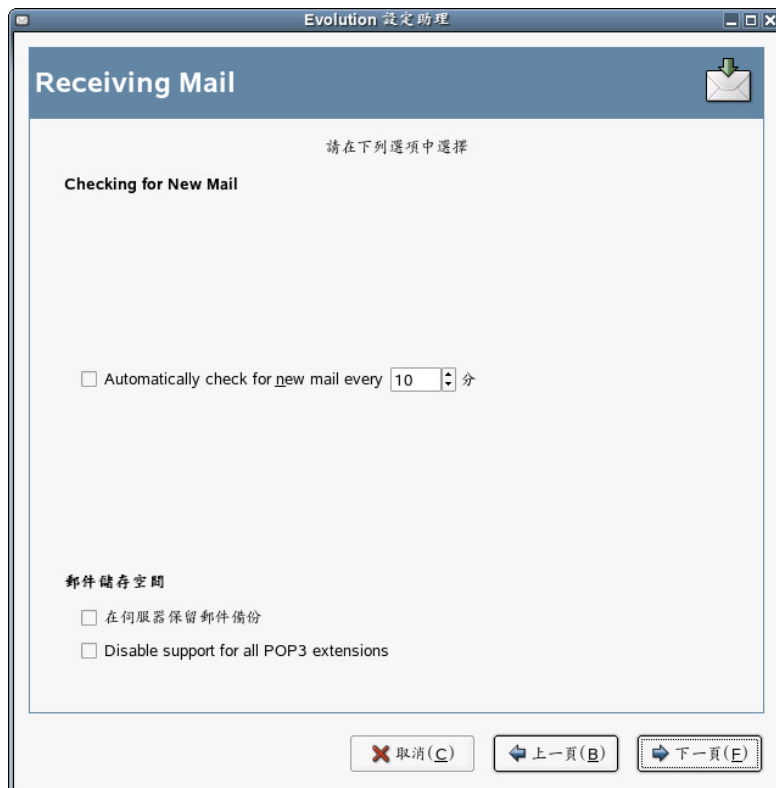 Evolution 設定助理
Receiving Mail
請在下列選項中選擇
Checking for New Mail
Automatically check for new mail every 10 分
郵件儲存空間
在伺服器保留郵件備份
Disable support for all POP3 extensions
取消(C) 上一頁(B) 下一頁(F)